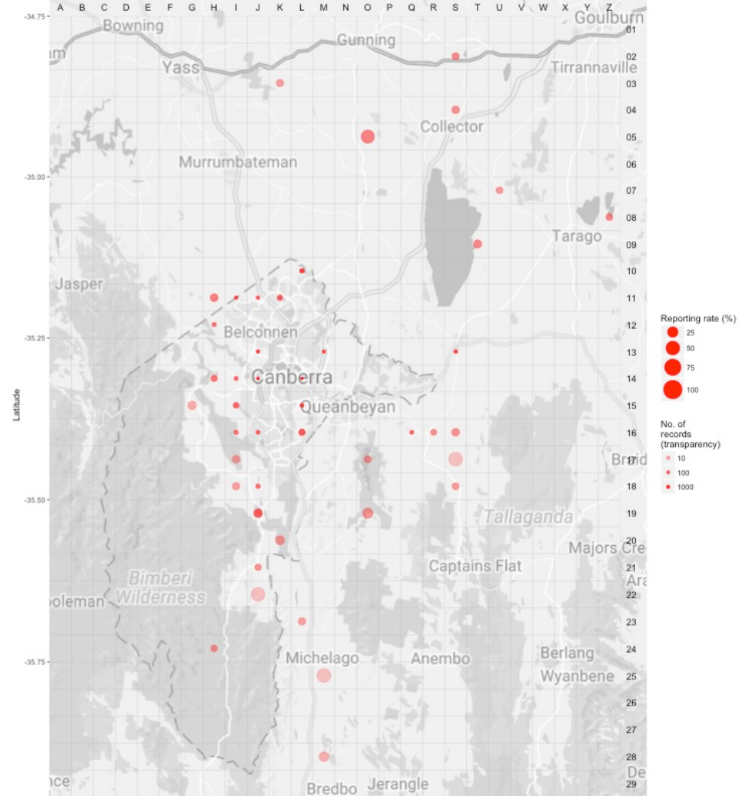 -34.75
A B C D E F G H I J K L M N O P Q R S T U V W X Y Z
Goulburn
Bowning
01
Gunning
02
Yass
Tirrannaville
03
04
Collector
05
Murrumbateman
06
-35.00
07
08
Tarago
09
10
Jasper
11
Belconnen
12
-35.25
13
Canberra
14
Queanbeyan
15
16
17
18
-35.50
19
Tallaganda
20
Majors Cre
21
Captains Flat
Bimberi
Wilderness
22
ooleman
23
24
Michelago
Anembo
Berlang
-35.75
Wyanbene
25
26
27
28
29
Bredbo
Jerangle
De
Latitude
Reporting rate (%)
25
50
75
100
No. of
records
(transparency)
10
100
1000